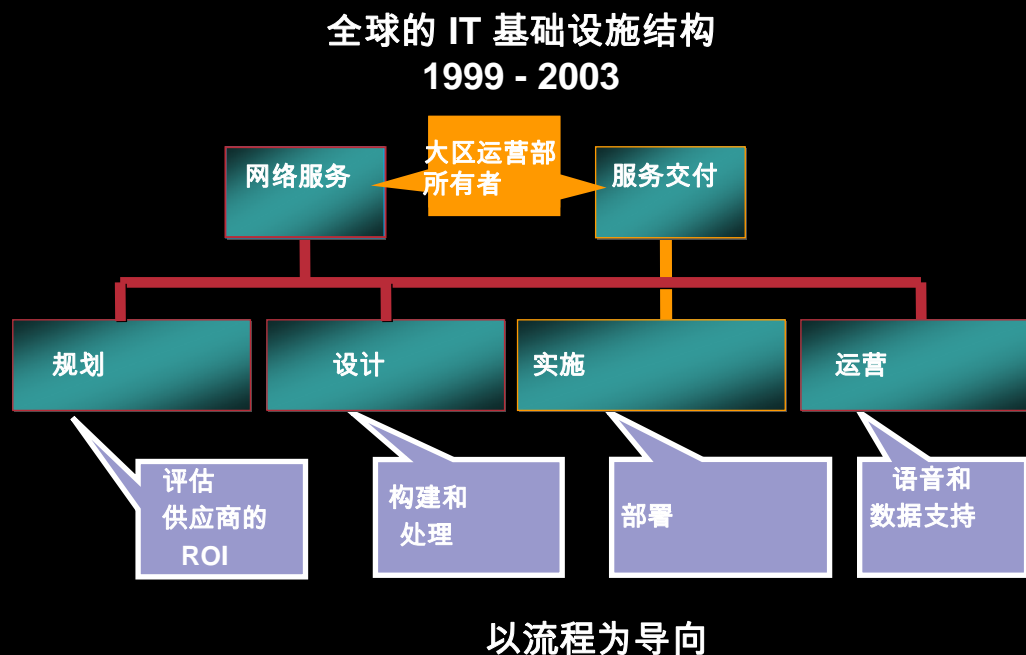 全球的 IT 基础设施结构
1999 - 2003
网络服务
大区运营部
所有者
服务交付
规划
设计
实施
运营
评估
供应商的
ROI
构建和
处理
部署
语音和
数据支持
以流程为导向